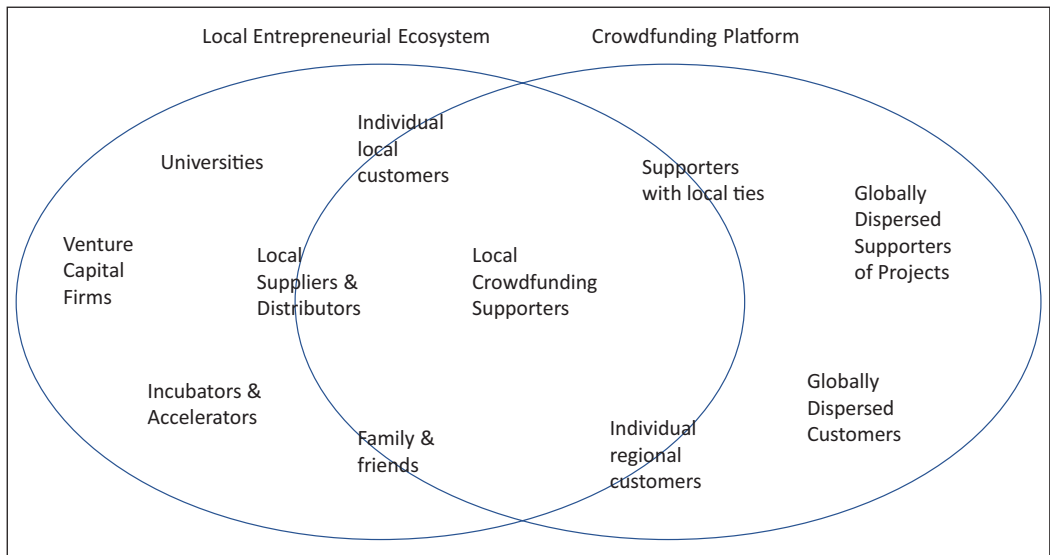 Local Entrepreneurial Ecosystem
Crowdfunding Platform
Individual
local
customers
Universities
Supporters
with local ties
Globally
Dispersed
Supporters
of Projects
Venture
Capital
Firms
Local
Suppliers &
Distributors
Local
Crowdfunding
Supporters
Incubators &
Accelerators
Globally
Dispersed
Customers
Family &
friends
Individual
regional
customers